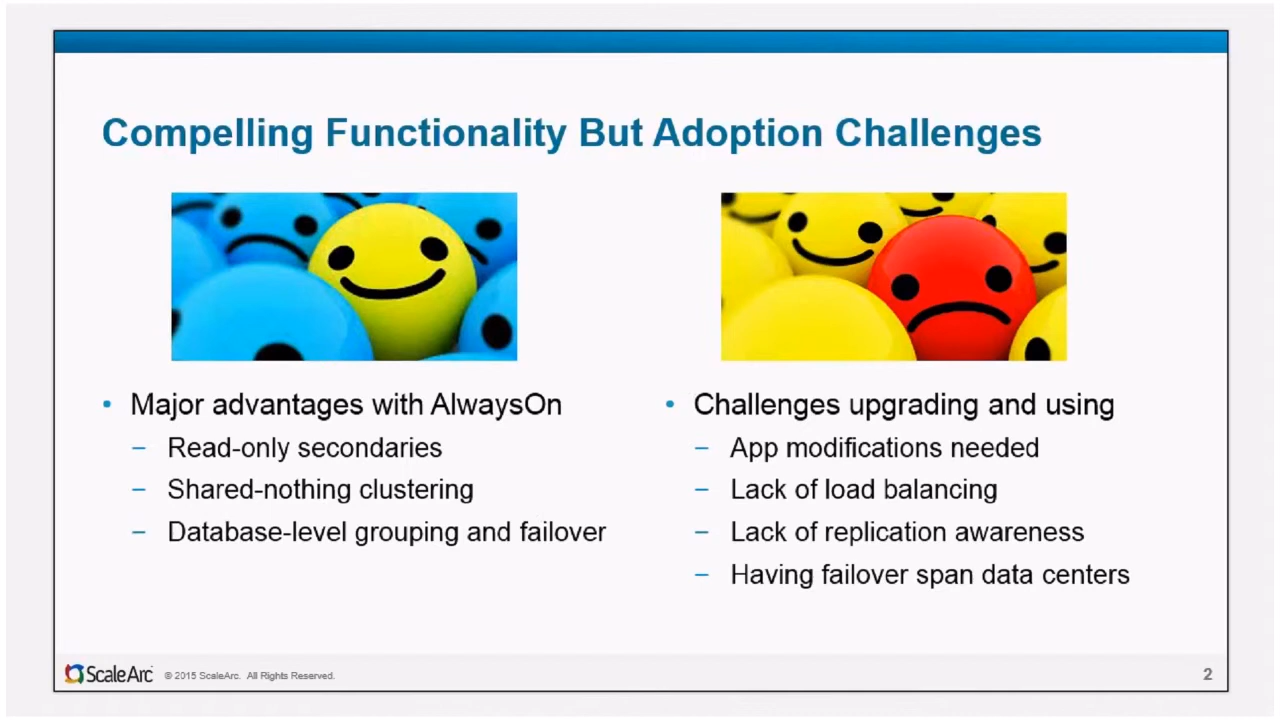 Compelling Functionality But Adoption Challenges
• Major advantages with AlwaysOn
– Read-only secondaries
– Shared-nothing clustering
– Database-level grouping and failover
• Challenges upgrading and using
– App modifications needed
– Lack of load balancing
– Lack of replication awareness
– Having failover span data centers
ScaleArc © 2015 ScaleArc. All Rights Reserved.
2